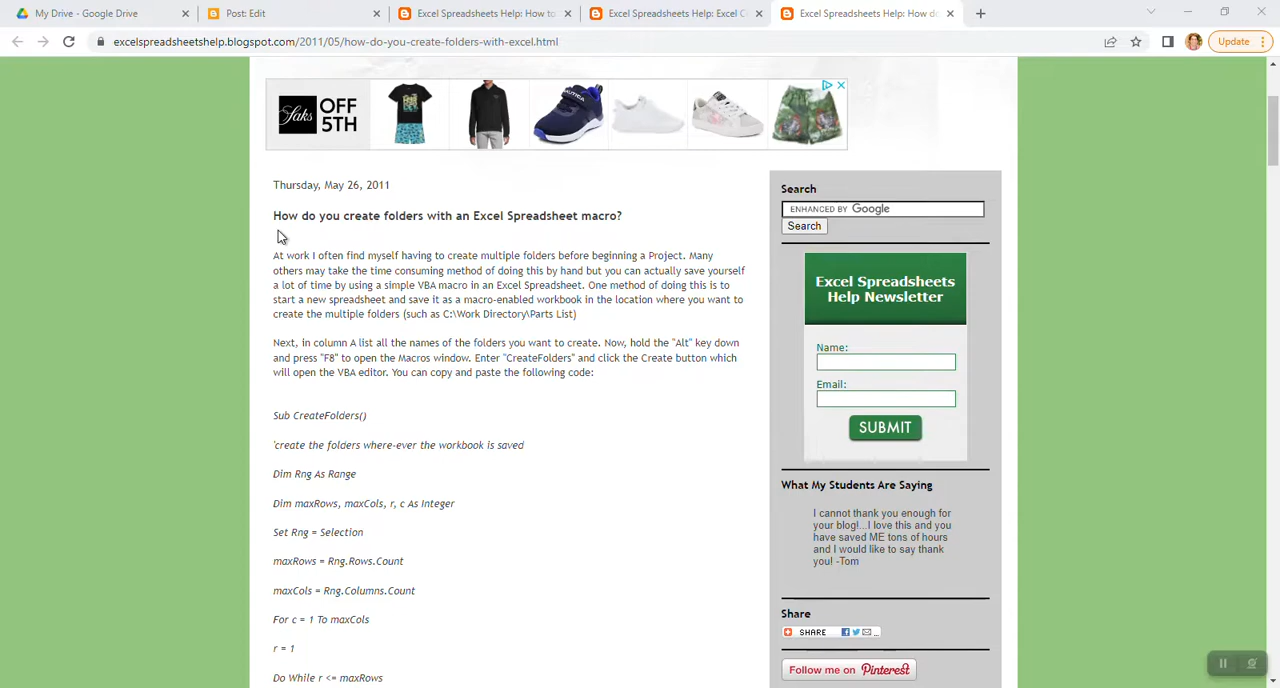 My Drive - Google Drive
Post: Edit
Excel Spreadsheets Help: How to
Excel Spreadsheets Help: Excel C
Excel Spreadsheets Help: How do
excelspreadsheetshelp.blogspot.com/2011/05/how-do-you-create-folders-with-excel.html
Update
Saks OFF 5TH
NAUTICA
Thursday, May 26, 2011
How do you create folders with an Excel Spreadsheet macro?
At work I often find myself having to create multiple folders before beginning a Project. Many
others may take the time consuming method of doing this by hand but you can actually save yourself
a lot of time by using a simple VBA macro in an Excel Spreadsheet. One method of doing this is to
start a new spreadsheet and save it as a macro-enabled workbook in the location where you want to
create the multiple folders (such as C:\Work Directory\Parts List)
Next, in column A list all the names of the folders you want to create. Now, hold the "Alt" key down
and press "F8" to open the Macros window. Enter "CreateFolders" and click the Create button which
will open the VBA editor. You can copy and paste the following code:
Sub CreateFolders()
'create the folders where-ever the workbook is saved
Dim Rng As Range
Dim maxRows, maxCols, r, c As Integer
Set Rng = Selection
maxRows = Rng.Rows.Count
maxCols = Rng.Columns.Count
For c = 1 To maxCols
r = 1
Do While r <= maxRows
Search
ENHANCED BY Google
Search
Excel Spreadsheets
Help Newsletter
Name:
Email:
SUBMIT
What My Students Are Saying
I cannot thank you enough for
your blog!...I love this and you
have saved ME tons of hours
and I would like to say thank
you! -Tom
Share
SHARE
Follow me on Pinterest